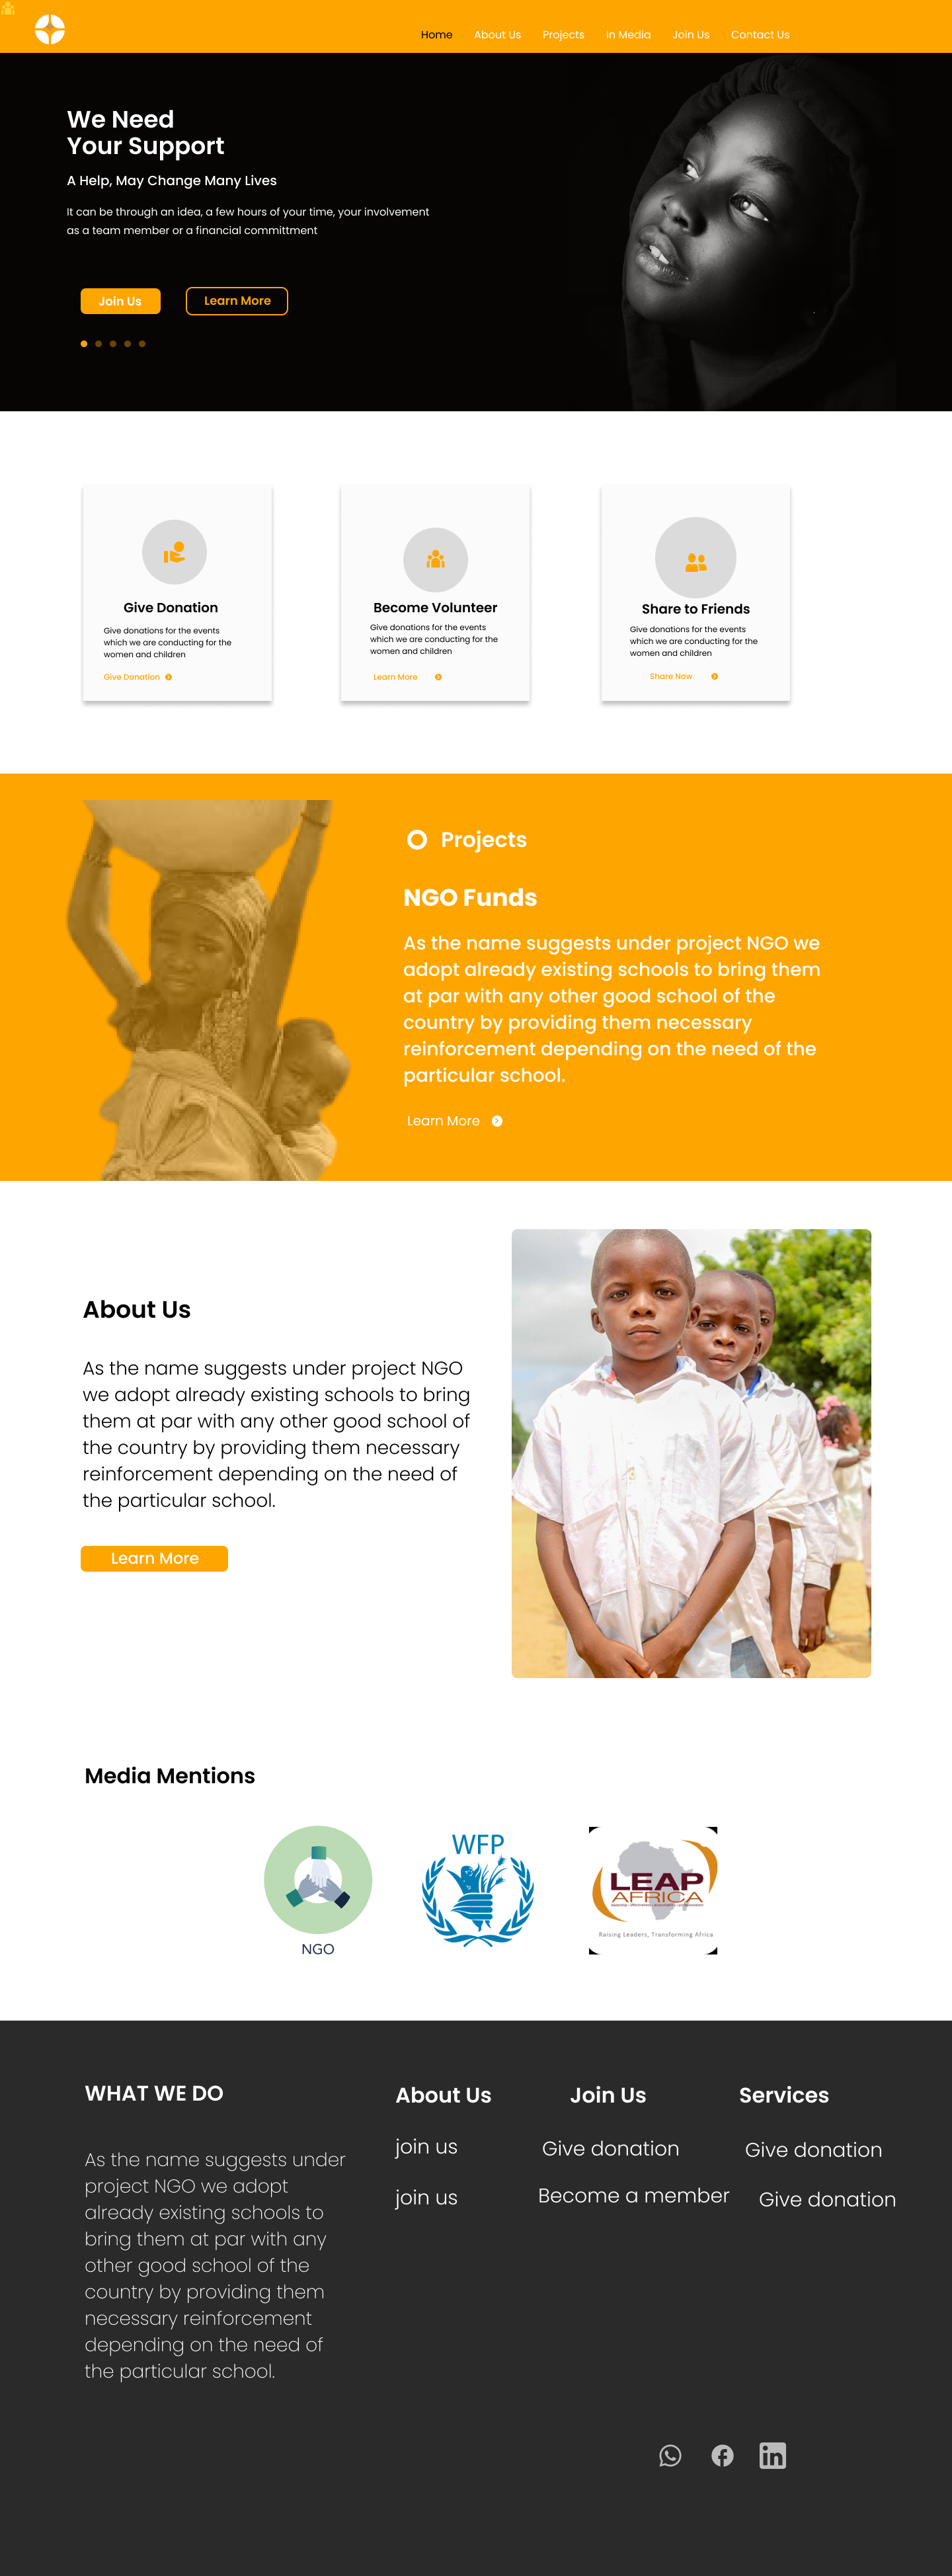 Home About Us Projects In Media Join Us Contact Us
We Need
Your Support
A Help, May Change Many Lives
It can be through an idea, a few hours of your time, your involvement
as a team member or a financial committment
Join Us Learn More
Give Donation
Give donations for the events
which we are conducting for the
women and children
Give Donation
Become Volunteer
Give donations for the events
which we are conducting for the
women and children
Learn More
Share to Friends
Give donations for the events
which we are conducting for the
women and children
Share Now
Projects
NGO Funds
As the name suggests under project NGO we
adopt already existing schools to bring them
at par with any other good school of the
country by providing them necessary
reinforcement depending on the need of the
particular school.
Learn More
About Us
As the name suggests under project NGO
we adopt already existing schools to bring
them at par with any other good school of
the country by providing them necessary
reinforcement depending on the need of
the particular school.
Learn More
Media Mentions
NGO
WFP
LEAP
AFRICA
Raising Leaders, Transforming Africa
WHAT WE DO
As the name suggests under
project NGO we adopt
already existing schools to
bring them at par with any
other good school of the
country by providing them
necessary reinforcement
depending on the need of
the particular school.
About Us
join us
join us
Join Us
Give donation
Become a member
Services
Give donation
Give donation